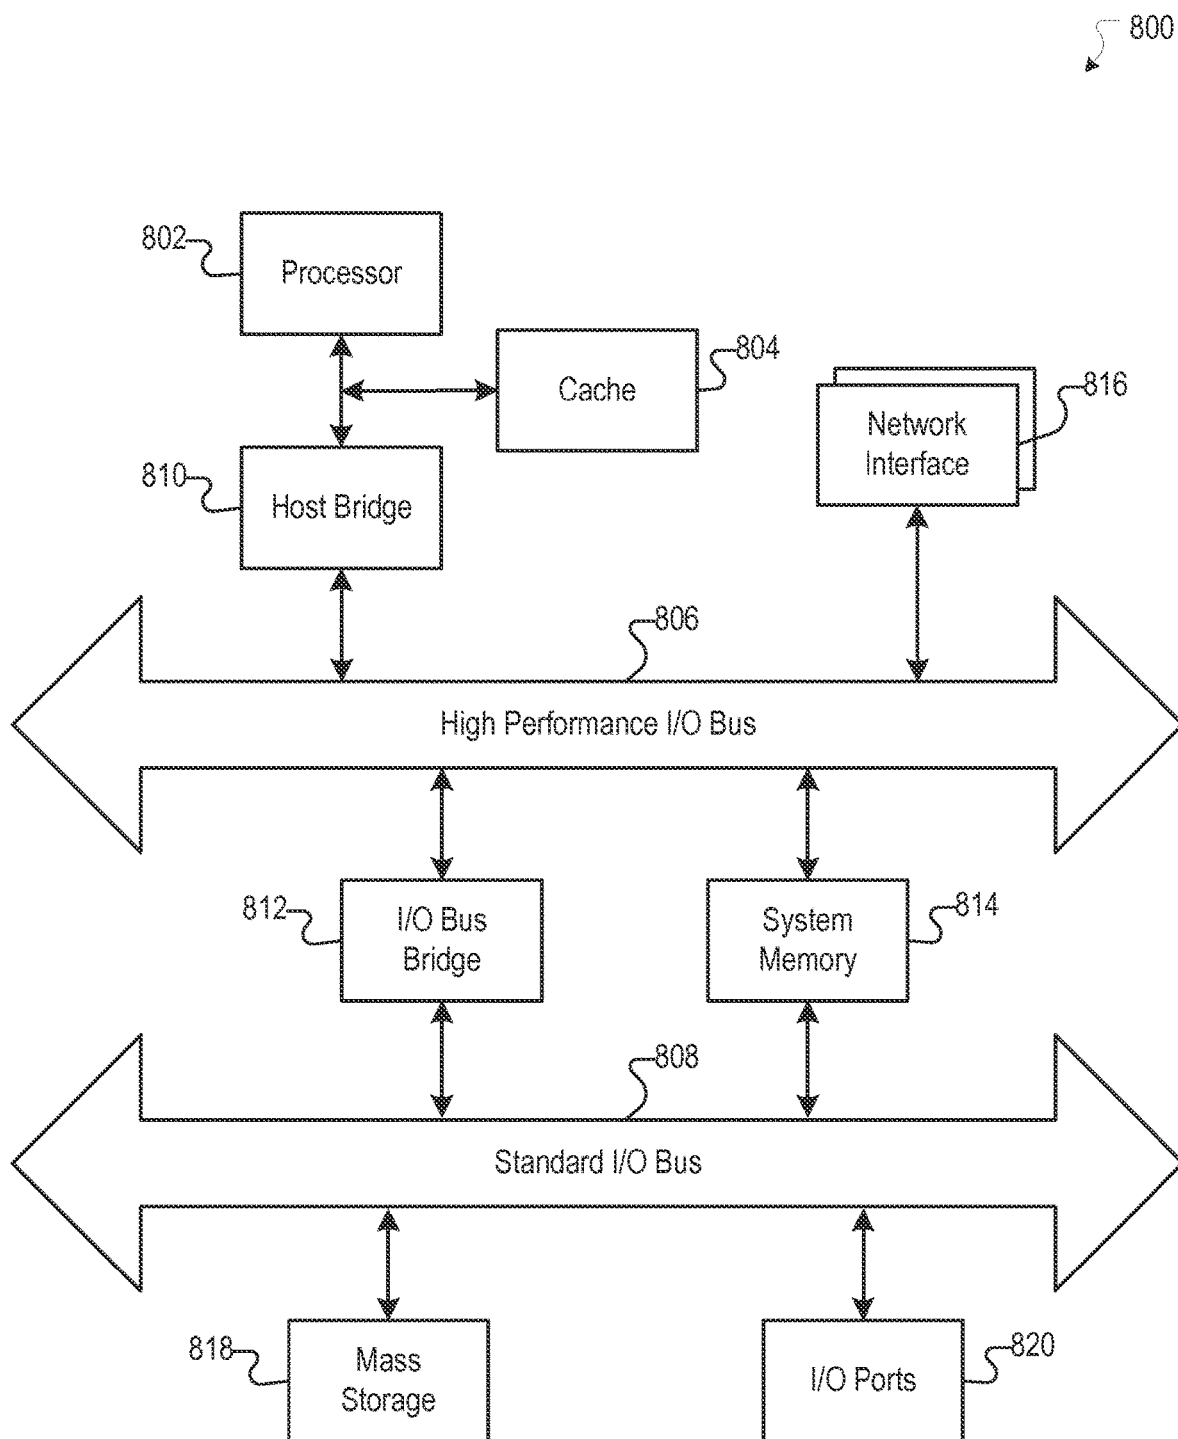 800
802
Processor
804
Cache
816
Network
Interface
810
Host Bridge
806
High Performance I/O Bus
812
I/O Bus
Bridge
814
System
Memory
808
Standard I/O Bus
818
Mass
Storage
820
I/O Ports